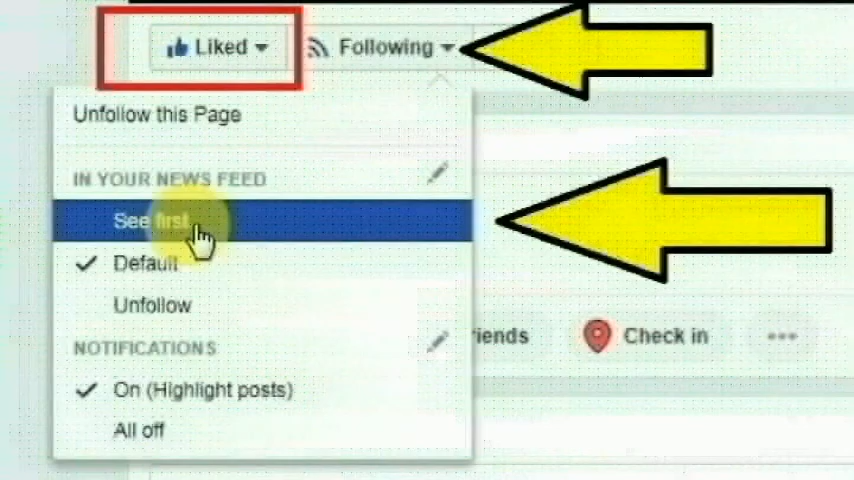 Liked Following
Unfollow this Page
IN YOUR NEWS FEED
See first
Default
Unfollow
riends Check in
NOTIFICATIONS
On (Highlight posts)
All off